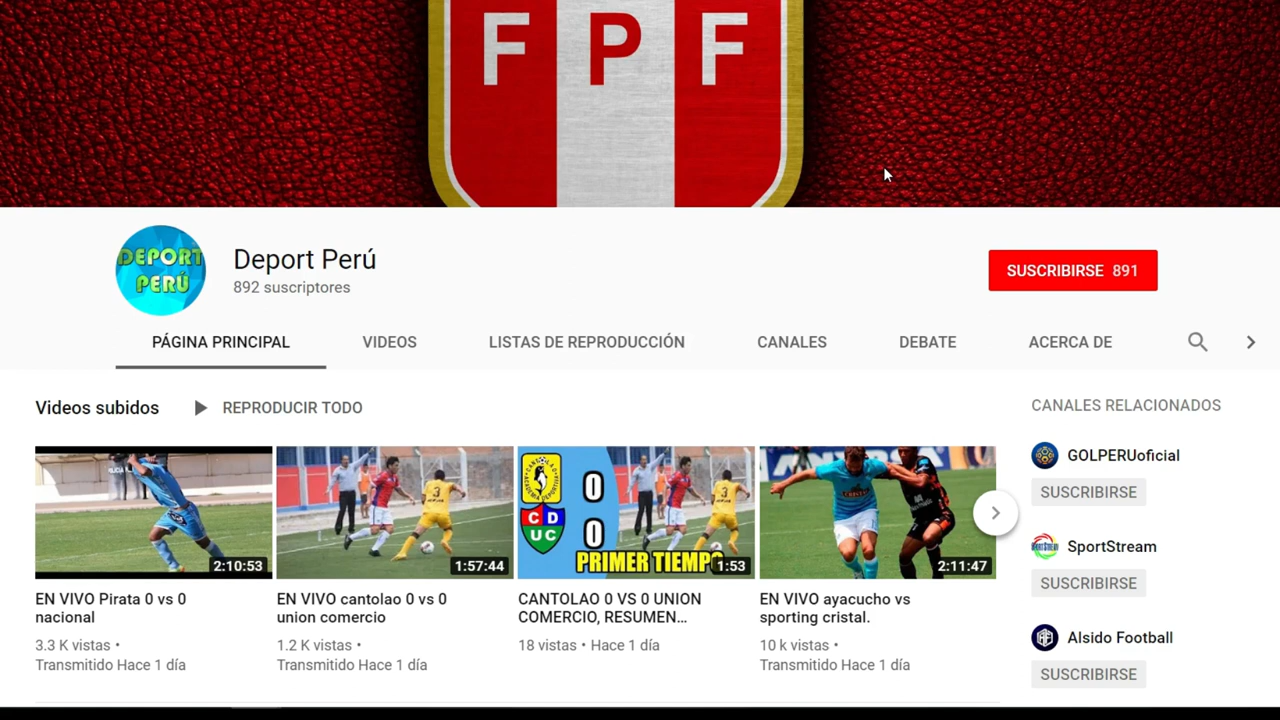 F P F
DEPORT
PERÚ
Deport Perú
892 suscriptores
SUSCRIBIRSE 891
PÁGINA PRINCIPAL
VIDEOS
LISTAS DE REPRODUCCIÓN
CANALES
DEBATE
ACERCA DE
Videos subidos
REPRODUCIR TODO
2:10:53
EN VIVO Pirata 0 vs 0
nacional
3.3 K vistas •
Transmitido Hace 1 día
3
1:57:44
EN VIVO cantolao 0 vs 0
union comercio
1.2 K vistas •
Transmitido Hace 1 día
0
C D
U C
0
3
PRIMER TIEMPO
1:53
CANTOLAO 0 VS 0 UNION
COMERCIO, RESUMEN...
18 vistas • Hace 1 día
2:11:47
EN VIVO ayacucho vs
sporting cristal.
10 k vistas •
Transmitido Hace 1 día
CANALES RELACIONADOS
GOLPERUoficial
SUSCRIBIRSE
SportStream
SUSCRIBIRSE
Alsido Football
SUSCRIBIRSE